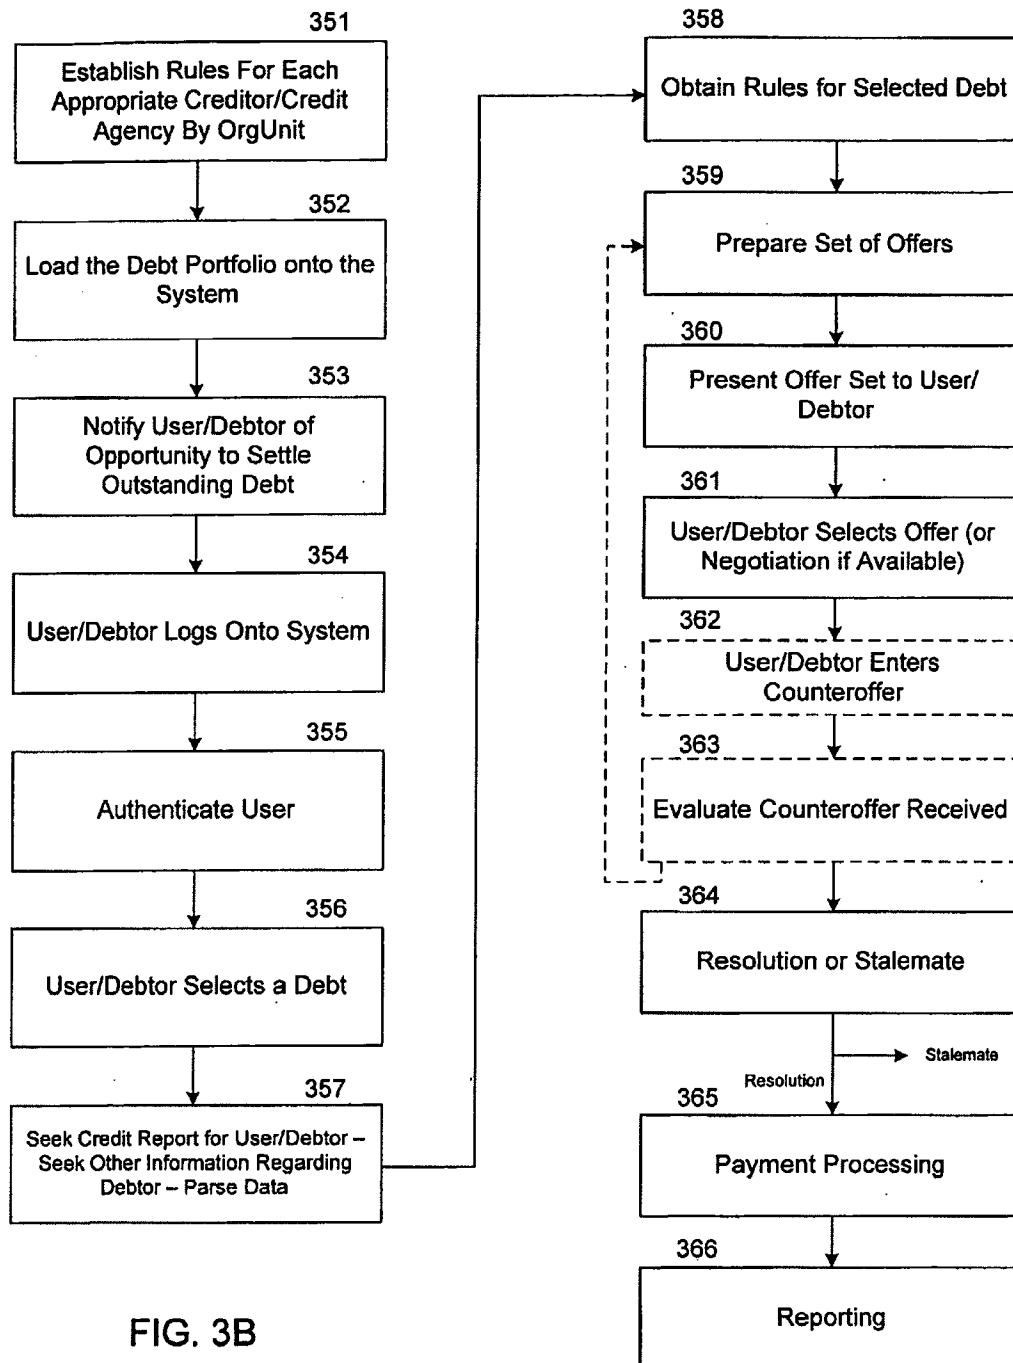 351
Establish Rules For Each
Appropriate Creditor/Credit
Agency By OrgUnit
352
Load the Debt Portfolio onto the
System
353
Notify User/Debtor of
Opportunity to Settle
Outstanding Debt
354
User/Debtor Logs Onto System
355
Authenticate User
356
User/Debtor Selects a Debt
357
Seek Credit Report for User/Debtor –
Seek Other Information Regarding
Debtor – Parse Data
358
Obtain Rules for Selected Debt
359
Prepare Set of Offers
360
Present Offer Set to User/
Debtor
361
User/Debtor Selects Offer (or
Negotiation if Available)
362
User/Debtor Enters
Counteroffer
363
Evaluate Counteroffer Received
364
Resolution or Stalemate
Stalemate
Resolution
365
Payment Processing
366
Reporting
FIG. 3B